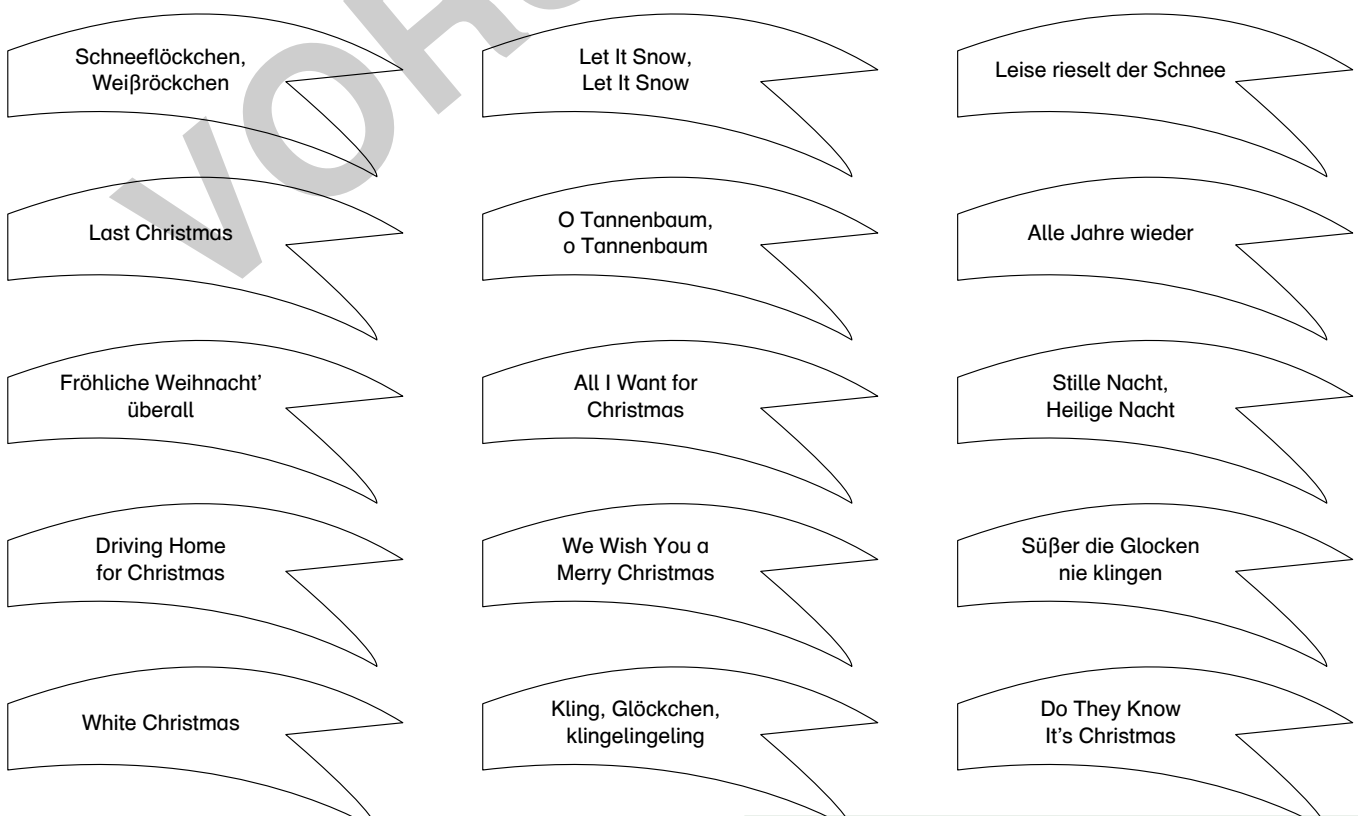 Schneeflöckchen,
Weißröckchen
Let It Snow,
Let It Snow
Leise rieselt der Schnee
Last Christmas
O Tannenbaum,
o Tannenbaum
Alle Jahre wieder
Fröhliche Weihnacht’
überall
All I Want for
Christmas
Stille Nacht,
Heilige Nacht
Driving Home
for Christmas
We Wish You a
Merry Christmas
Süßer die Glocken
nie klingen
White Christmas
Kling, Glöckchen,
klingelingeling
Do They Know
It’s Christmas